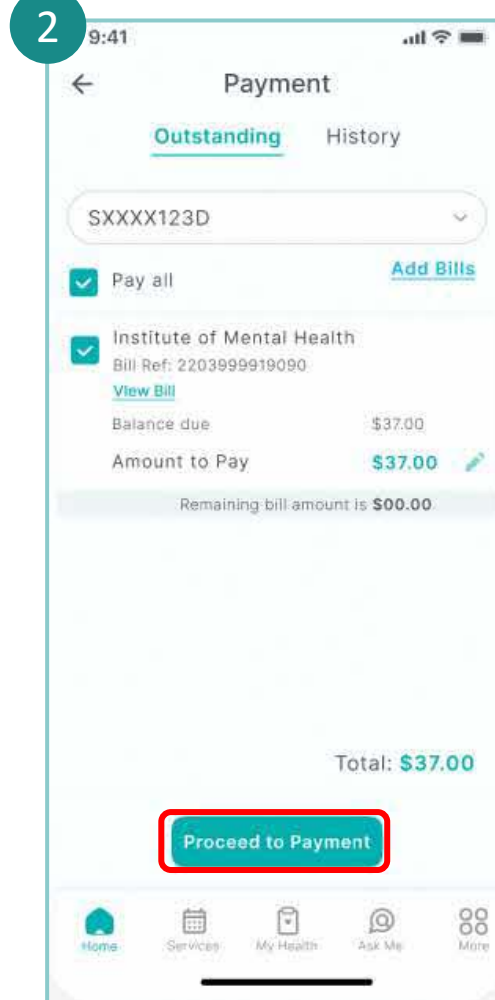 2
9:41
Payment
Outstanding History
SXXXX123D
Pay all Add Bills
Institute of Mental Health
Bill Ref: 2203999919090
View Bill
Balance due $37.00
Amount to Pay $37.00
Remaining bill amount is $00.00
Total: $37.00
Proceed to Payment
Home Services My Health Ask Me More